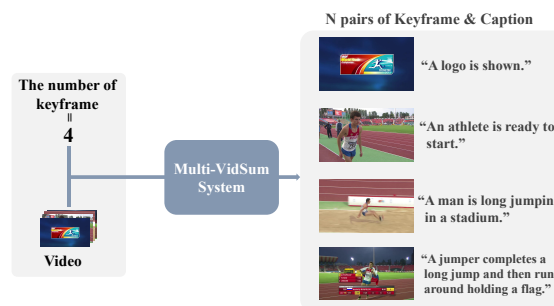 N pairs of Keyframe & Caption
The number of
keyframe
=
4
Video
Multi-VidSum
System
“A logo is shown.”
“An athlete is ready to
start.”
“A man is long jumping
in a stadium.”
“A jumper completes a
long jump and then run
around holding a flag.”